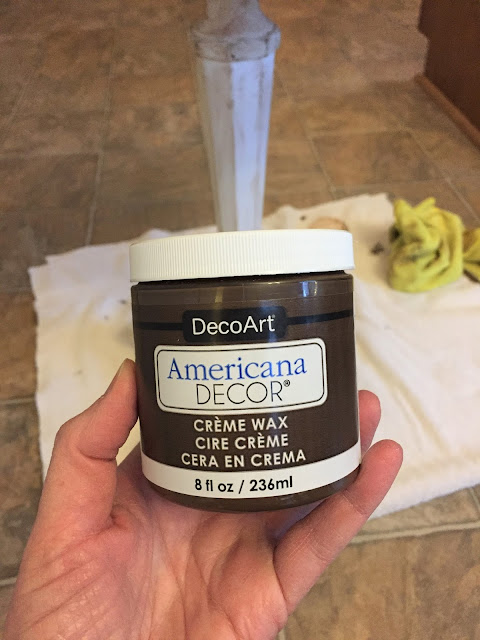 DecoArt®
Americana
DECOR®
CRÈME WAX
CIRE CRÈME
CERA EN CREMA
8 fl oz / 236ml